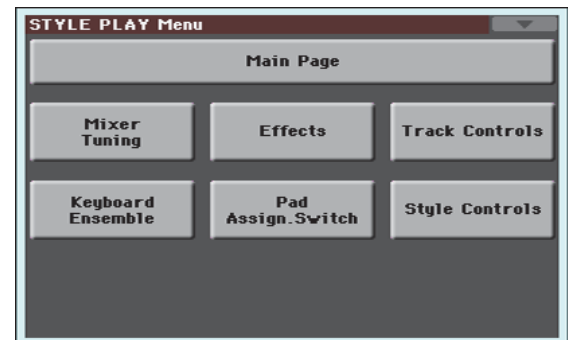 STYLE PLAY Menu
Main Page
Mixer
Tuning
Effects
Track Controls
Keyboard
Ensemble
Pad
Assign.Switch
Style Controls